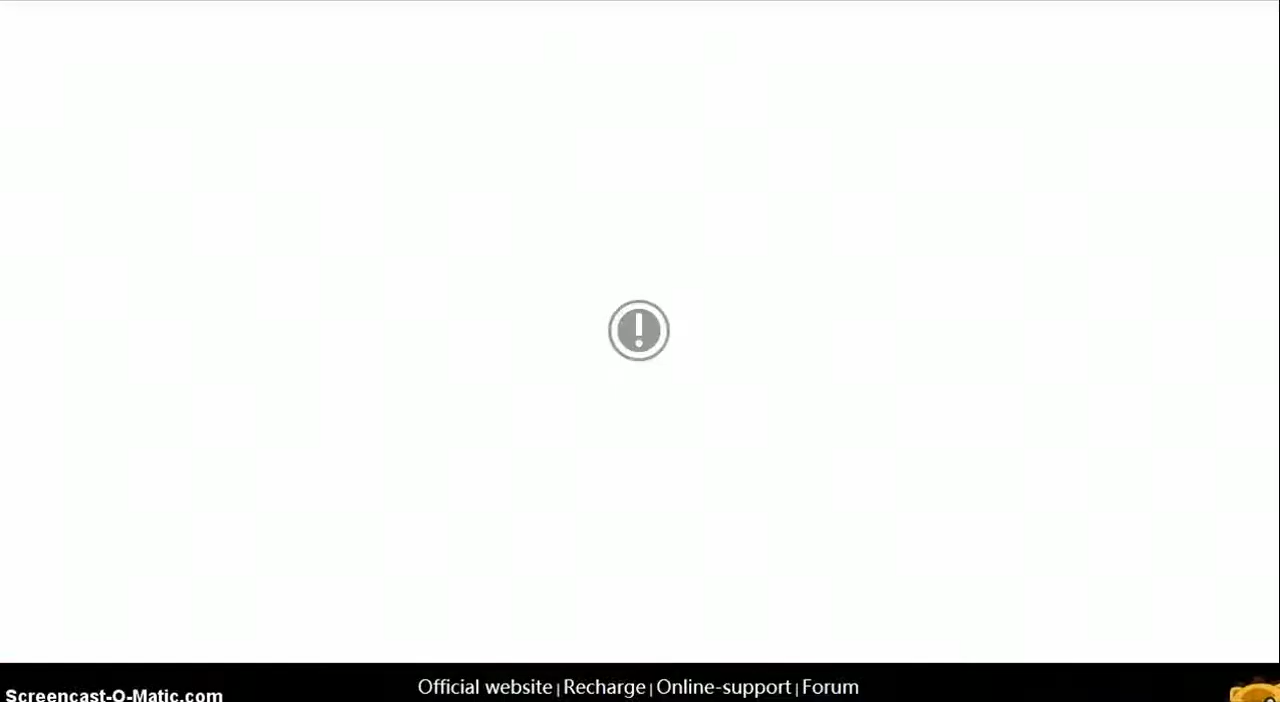 Official website | Recharge | Online-support | Forum
Screencast-O-Matic.com